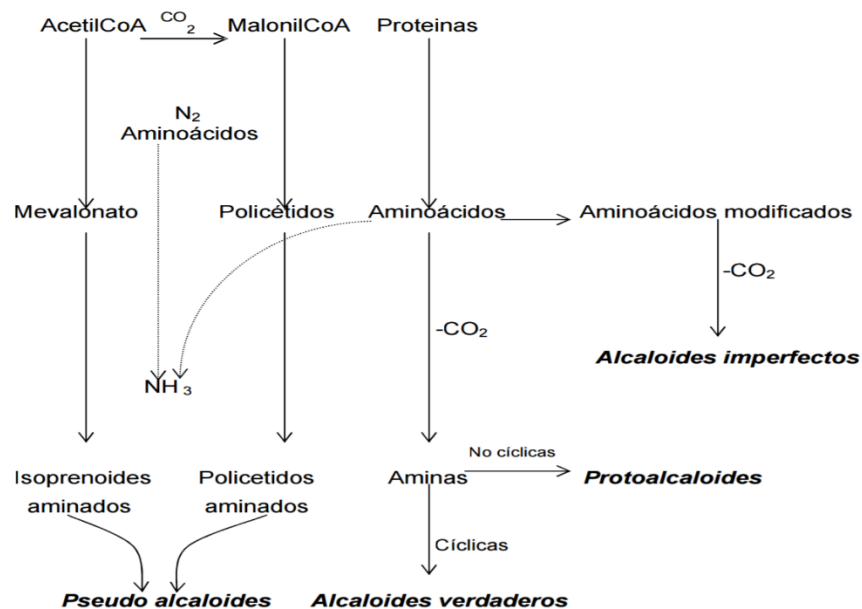 AcetilCoA
CO2
MalonilCoA
Proteinas
N2
Aminoácidos
Mevalonato
Policétidos
Aminoácidos
Aminoácidos modificados
-CO2
-CO2
Alcaloides imperfectos
NH3
Isoprenoides
aminados
Policetidos
aminados
Aminas
No cíclicas
Protoalcaloides
Cíclicas
Pseudo alcaloides
Alcaloides verdaderos